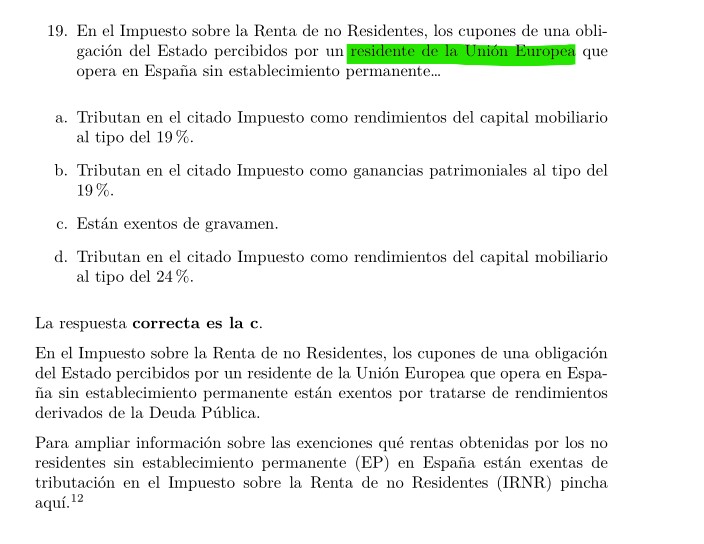 19. En el Impuesto sobre la Renta de no Residentes, los cupones de una obli-
gación del Estado percibidos por un residente de la Unión Europea que
opera en España sin establecimiento permanente…
a. Tributan en el citado Impuesto como rendimientos del capital mobiliario
al tipo del 19 %.
b. Tributan en el citado Impuesto como ganancias patrimoniales al tipo del
19 %.
c. Están exentos de gravamen.
d. Tributan en el citado Impuesto como rendimientos del capital mobiliario
al tipo del 24 %.
La respuesta correcta es la c.
En el Impuesto sobre la Renta de no Residentes, los cupones de una obligación
del Estado percibidos por un residente de la Unión Europea que opera en Espa-
ña sin establecimiento permanente están exentos por tratarse de rendimientos
derivados de la Deuda Pública.
Para ampliar información sobre las exenciones qué rentas obtenidas por los no
residentes sin establecimiento permanente (EP) en España están exentas de
tributación en el Impuesto sobre la Renta de no Residentes (IRNR) pincha
aquí.12